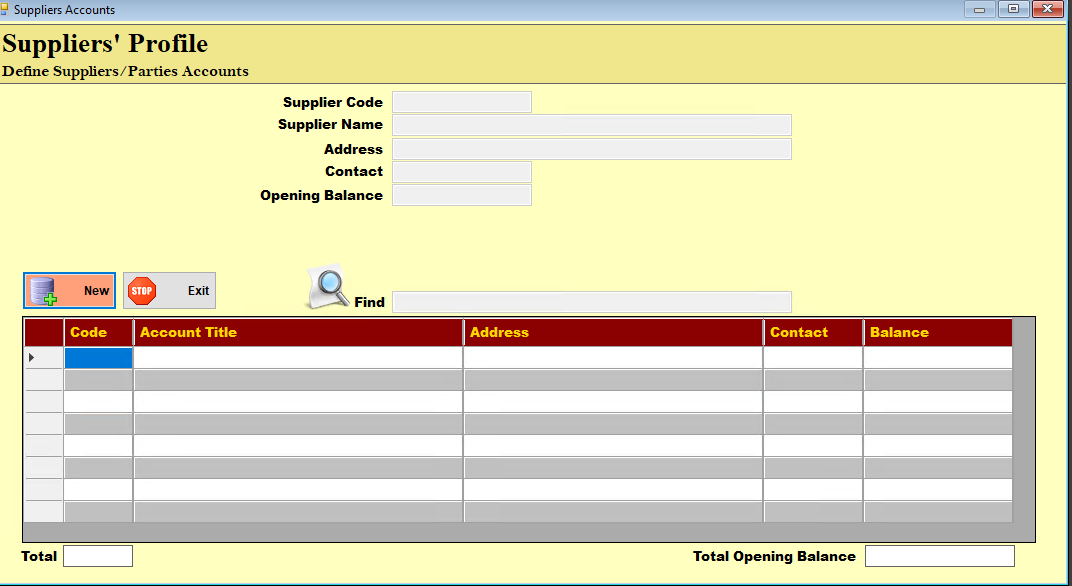 Suppliers Accounts
Suppliers' Profile
Define Suppliers/Parties Accounts
Supplier Code
Supplier Name
Address
Contact
Opening Balance
New STOP Exit
Find
Code Account Title Address Contact Balance
Total Total Opening Balance